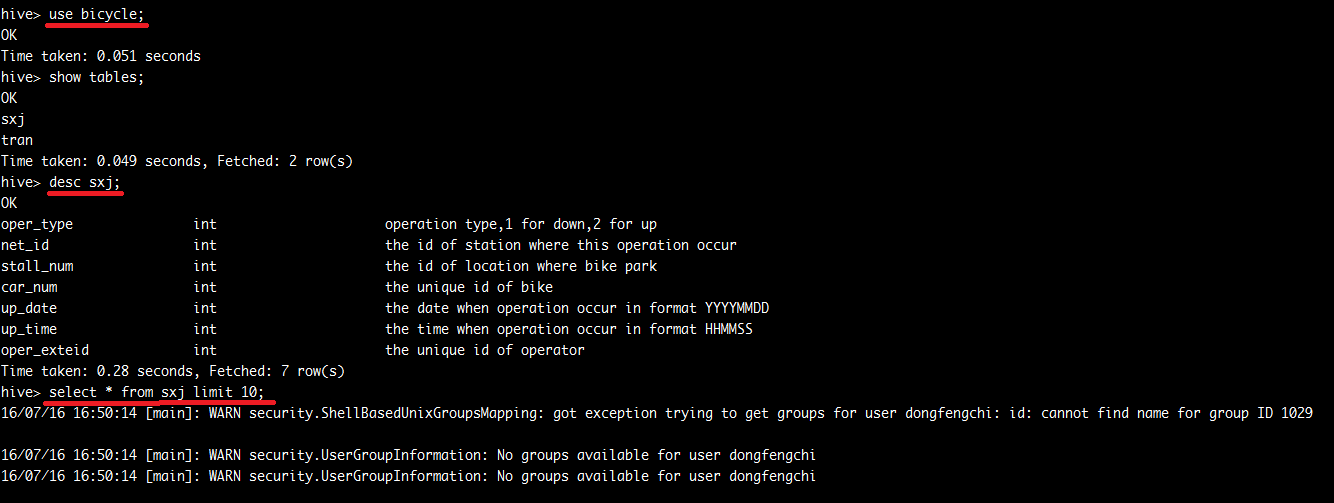 hive> use bicycle;
OK
Time taken: 0.051 seconds
hive> show tables;
OK
sxj
tran
Time taken: 0.049 seconds, Fetched: 2 row(s)
hive> desc sxj;
OK
oper_type int operation type,1 for down,2 for up
net_id int the id of station where this operation occur
stall_num int the id of location where bike park
car_num int the unique id of bike
up_date int the date when operation occur in format YYYYMMDD
up_time int the time when operation occur in format HHMMSS
oper_exteid int the unique id of operator
Time taken: 0.28 seconds, Fetched: 7 row(s)
hive> select * from sxj limit 10;
16/07/16 16:50:14 [main]: WARN security.ShellBasedUnixGroupsMapping: got exception trying to get groups for user dongfengchi: id: cannot find name for group ID 1029
16/07/16 16:50:14 [main]: WARN security.UserGroupInformation: No groups available for user dongfengchi
16/07/16 16:50:14 [main]: WARN security.UserGroupInformation: No groups available for user dongfengchi